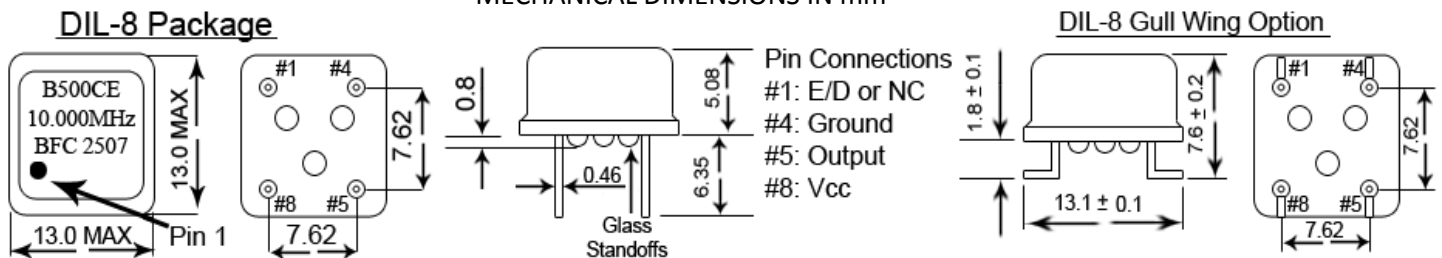 MECHANICAL DIMENSIONS IN mm
DIL-8 Package
B500CE
10.000MHz
BFC 2507
13.0 MAX
13.0 MAX
Pin 1
#1 #4
#8 #5
7.62
7.62
0.8
0.46
5.08
6.35
Glass
Standoffs
Pin Connections
#1: E/D or NC
#4: Ground
#5: Output
#8: Vcc
DIL-8 Gull Wing Option
1.8 ± 0.1
7.6 ± 0.2
13.1 ± 0.1
#1 #4
#8 #5
7.62
7.62